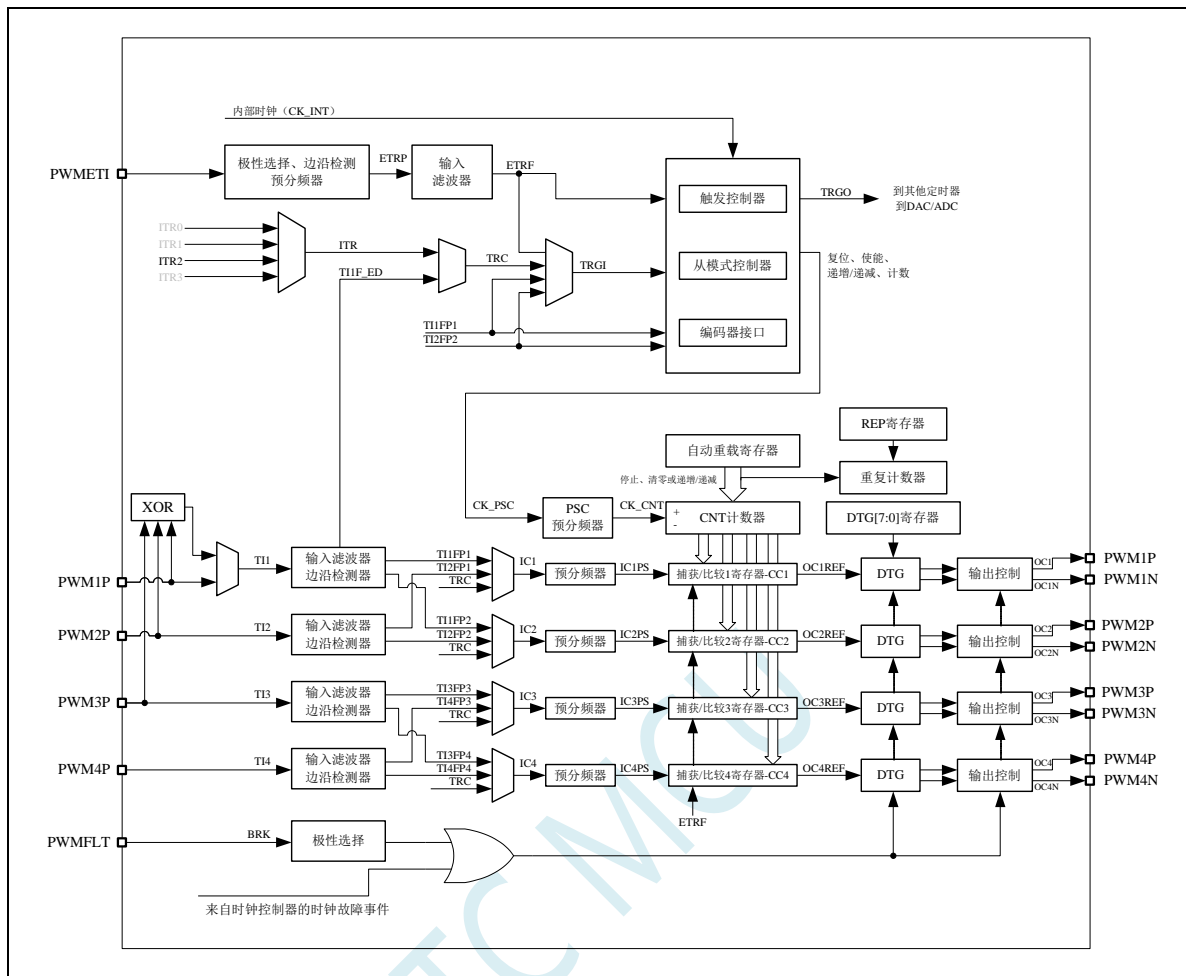 内部时钟（CK_INT）
PWMETI
极性选择、边沿检测
预分频器
ETRP
输入
滤波器
ETRF
触发控制器
TRGO
到其他定时器
到DAC/ADC
ITR0
ITR1
ITR2
ITR3
ITR
TI1F_ED
TRC
TRGI
从模式控制器
复位、使能、
递增/递减、计数
TI1FP1
TI2FP2
编码器接口
REP寄存器
自动重载寄存器
重复计数器
停止、清零或递增/递减
XOR
CK_PSC
PSC
预分频器
CK_CNT
+
-
CNT计数器
DTG[7:0]寄存器
PWM1P
TI1
输入滤波器
边沿检测器
TI1FP1
TI2FP1
TRC
IC1
预分频器
IC1PS
捕获/比较1寄存器-CC1
OC1REF
DTG
输出控制
OC1
OC1N
PWM1P
PWM1N
PWM2P
TI2
输入滤波器
边沿检测器
TI1FP2
TI2FP2
TRC
IC2
预分频器
IC2PS
捕获/比较2寄存器-CC2
OC2REF
DTG
输出控制
OC2
OC2N
PWM2P
PWM2N
PWM3P
TI3
输入滤波器
边沿检测器
TI3FP3
TI4FP3
TRC
IC3
预分频器
IC3PS
捕获/比较3寄存器-CC3
OC3REF
DTG
输出控制
OC3
OC3N
PWM3P
PWM3N
PWM4P
TI4
输入滤波器
边沿检测器
TI3FP4
TI4FP4
TRC
IC4
预分频器
IC4PS
捕获/比较4寄存器-CC4
OC4REF
DTG
输出控制
OC4
OC4N
PWM4P
PWM4N
ETRF
PWMFLT
BRK
极性选择
来自时钟控制器的时钟故障事件
TC MCU